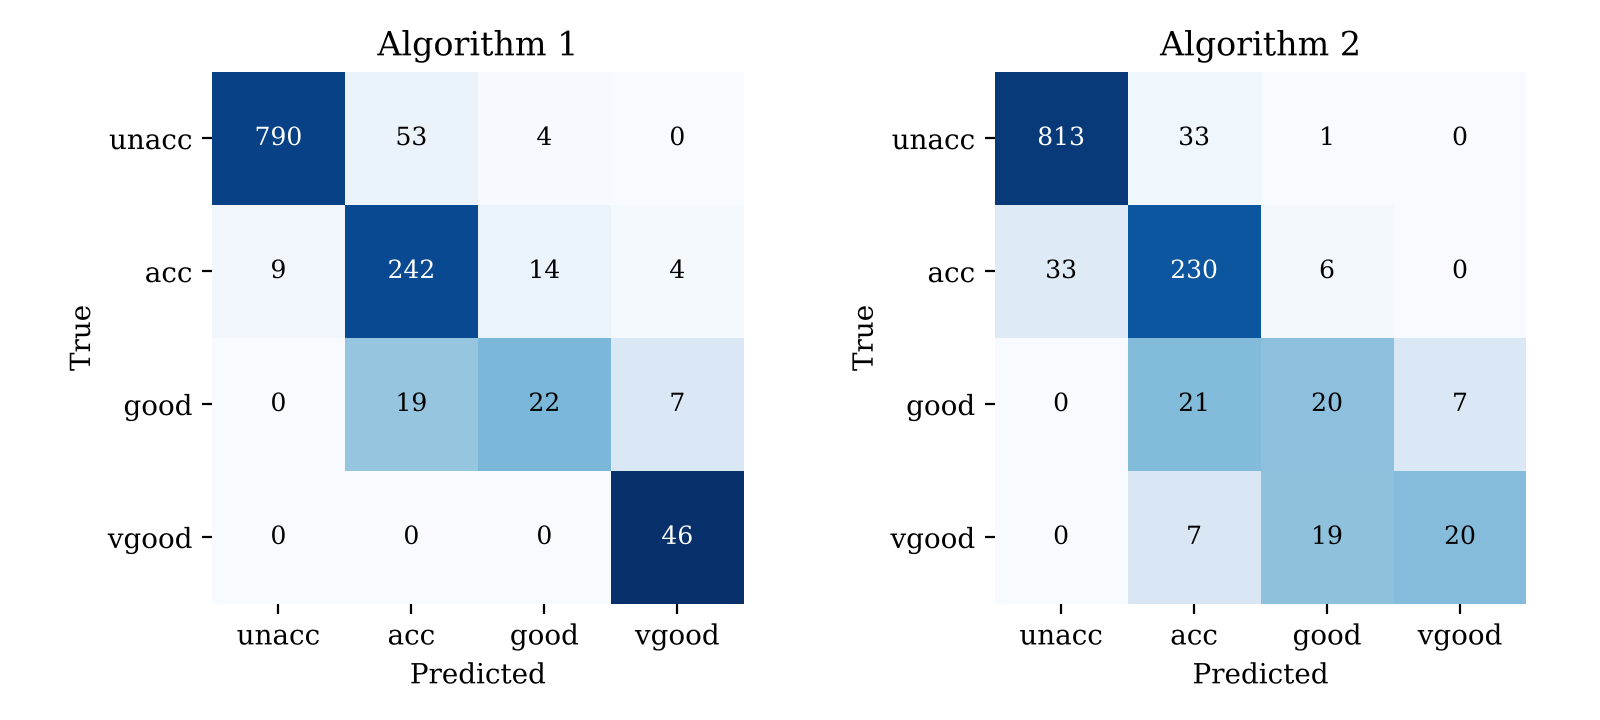 Algorithm 1
unacc 790 53 4 0
acc 9 242 14 4
good 0 19 22 7
vgood 0 0 0 46
True
unacc acc good vgood
Predicted
Algorithm 2
unacc 813 33 1 0
acc 33 230 6 0
good 0 21 20 7
vgood 0 7 19 20
True
unacc acc good vgood
Predicted